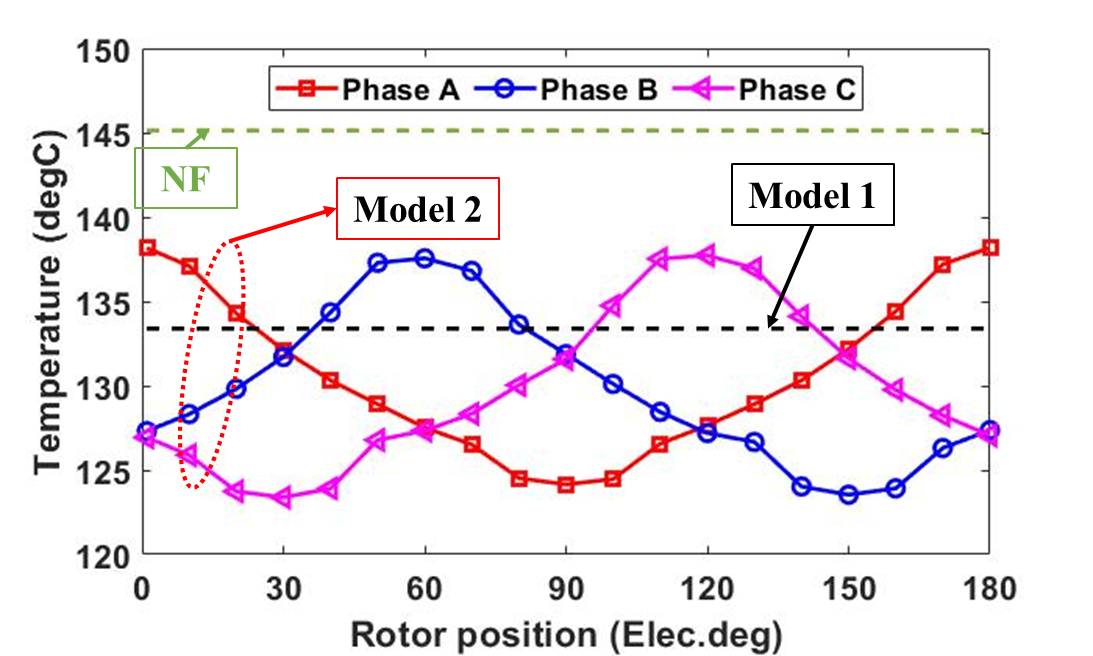 150
145
140
135
130
125
120
Temperature (degC)
Phase A Phase B Phase C
NF
Model 2
Model 1
0 30 60 90 120 150 180
Rotor position (Elec.deg)